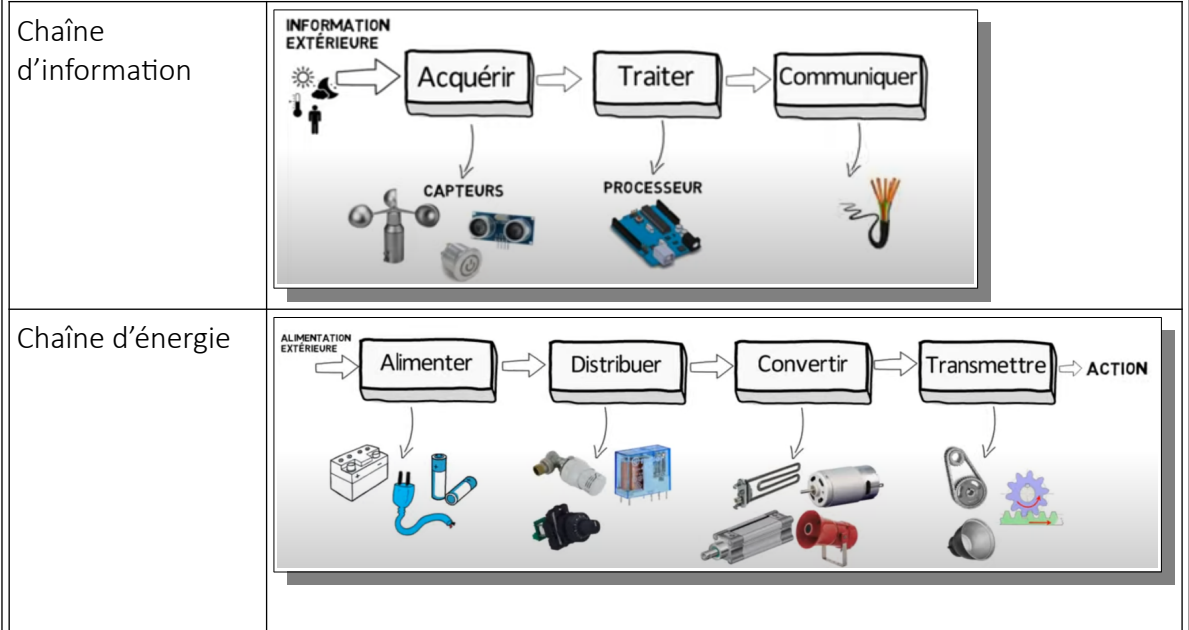 Chaîne
d’information
INFORMATION
EXTÉRIEURE
Acquérir
Traiter
Communiquer
CAPTEURS
PROCESSEUR
Chaîne d’énergie
ALIMENTATION
EXTÉRIEURE
Alimenter
Distribuer
Convertir
Transmettre
ACTION